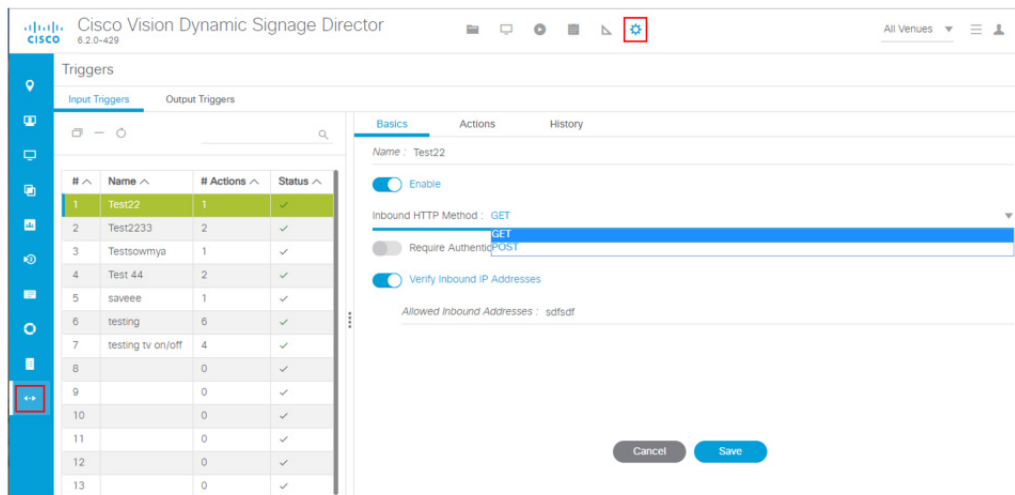 CISCO
Cisco Vision Dynamic Signage Director
6.2.0-429
All Venues
Triggers
Input Triggers Output Triggers
Basics Actions History
Name : Test22
Enable
Inbound HTTP Method : GET
GET
POST
Require Authentic
Verify Inbound IP Addresses
Allowed Inbound Addresses : sdfsdf
# Name # Actions Status
1 Test22 1
2 Test2233 2
3 Testsowmya 1
4 Test 44 2
5 saveee 1
6 testing 6
7 testing tv on/off 4
8 0
9 0
10 0
11 0
12 0
13 0
Cancel Save